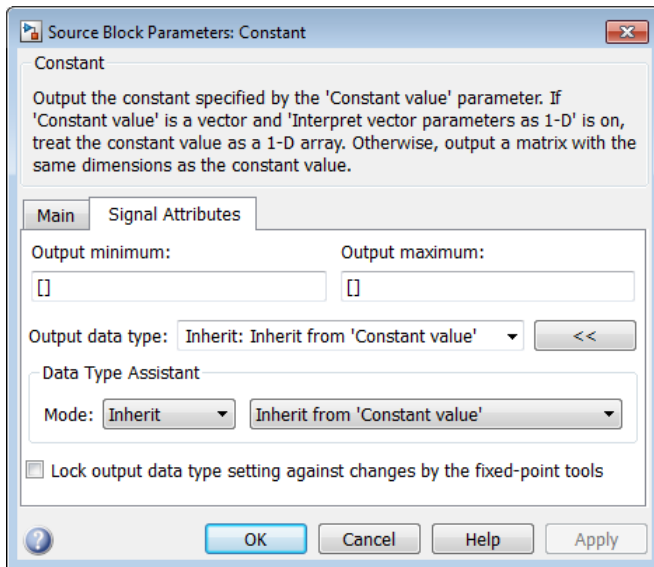 Source Block Parameters: Constant
Constant
Output the constant specified by the 'Constant value' parameter. If
'Constant value' is a vector and 'Interpret vector parameters as 1-D' is on,
treat the constant value as a 1-D array. Otherwise, output a matrix with the
same dimensions as the constant value.
Main Signal Attributes
Output minimum: Output maximum:
[] []
Output data type: Inherit: Inherit from 'Constant value' <<
Data Type Assistant
Mode: Inherit Inherit from 'Constant value'
Lock output data type setting against changes by the fixed-point tools
? OK Cancel Help Apply